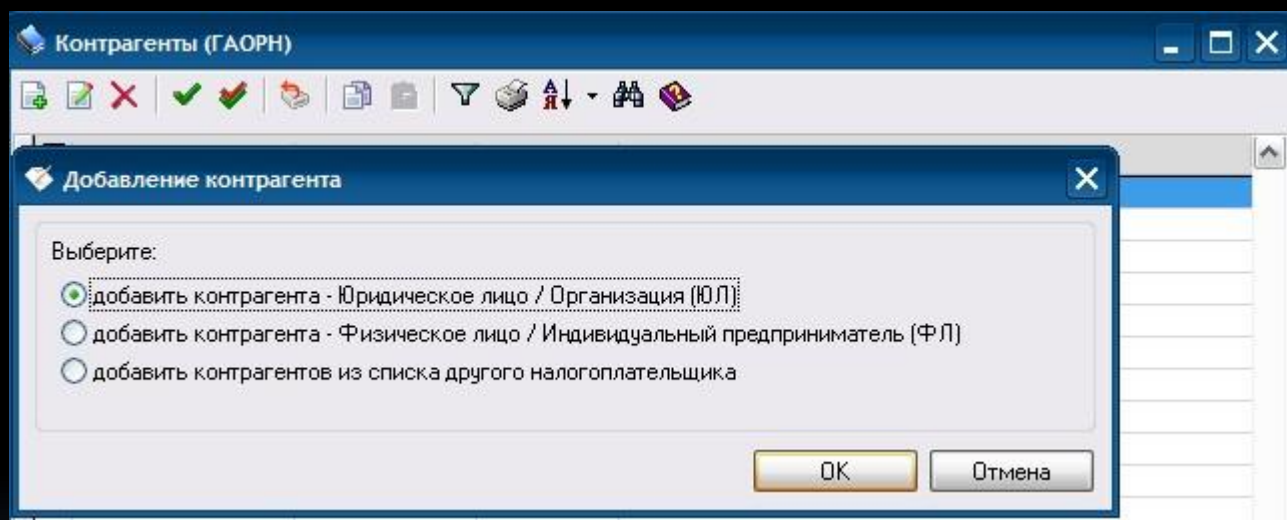 Контрагенты (ГАОРН)
Добавление контрагента
Выберите:
добавить контрагента - Юридическое лицо / Организация (ЮЛ)
добавить контрагента - Физическое лицо / Индивидуальный предприниматель (ФЛ)
добавить контрагентов из списка другого налогоплательщика
ОК
Отмена